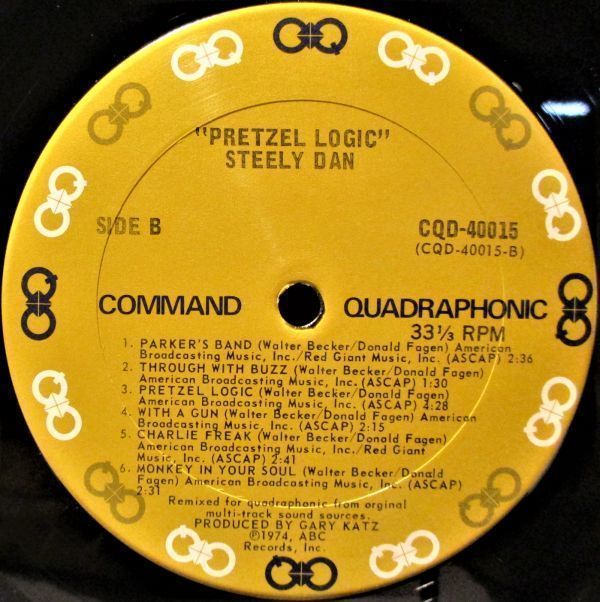 "PRETZEL LOGIC"
STEELY DAN
SIDE B
CQD-40015
(CQD-40015-B)
COMMAND QUADRAPHONIC
33⅓ RPM
1. PARKER'S BAND (Walter Becker/Donald Fagen) American
Broadcasting Music, Inc./Red Giant Music, Inc. (ASCAP) 2:36
2. THROUGH WITH BUZZ (Walter Becker/Donald Fagen)
American Broadcasting Music, Inc. (ASCAP) 1:30
3. PRETZEL LOGIC (Walter Becker/Donald Fagen)
American Broadcasting Music, Inc. (ASCAP) 4:28
4. WITH A GUN (Walter Becker/Donald Fagen) American
Broadcasting Music, Inc. (ASCAP) 2:15
5. CHARLIE FREAK (Walter Becker/Donald Fagen)
American Broadcasting Music, Inc./Red Giant
Music, Inc. (ASCAP) 2:41
6. MONKEY IN YOUR SOUL (Walter Becker/Donald
Fagen) American Broadcasting Music, Inc. (ASCAP)
2:31
Remixed for quadraphonic from orginal
multi-track sound sources.
PRODUCED BY GARY KATZ
℗1974, ABC
Records, Inc.